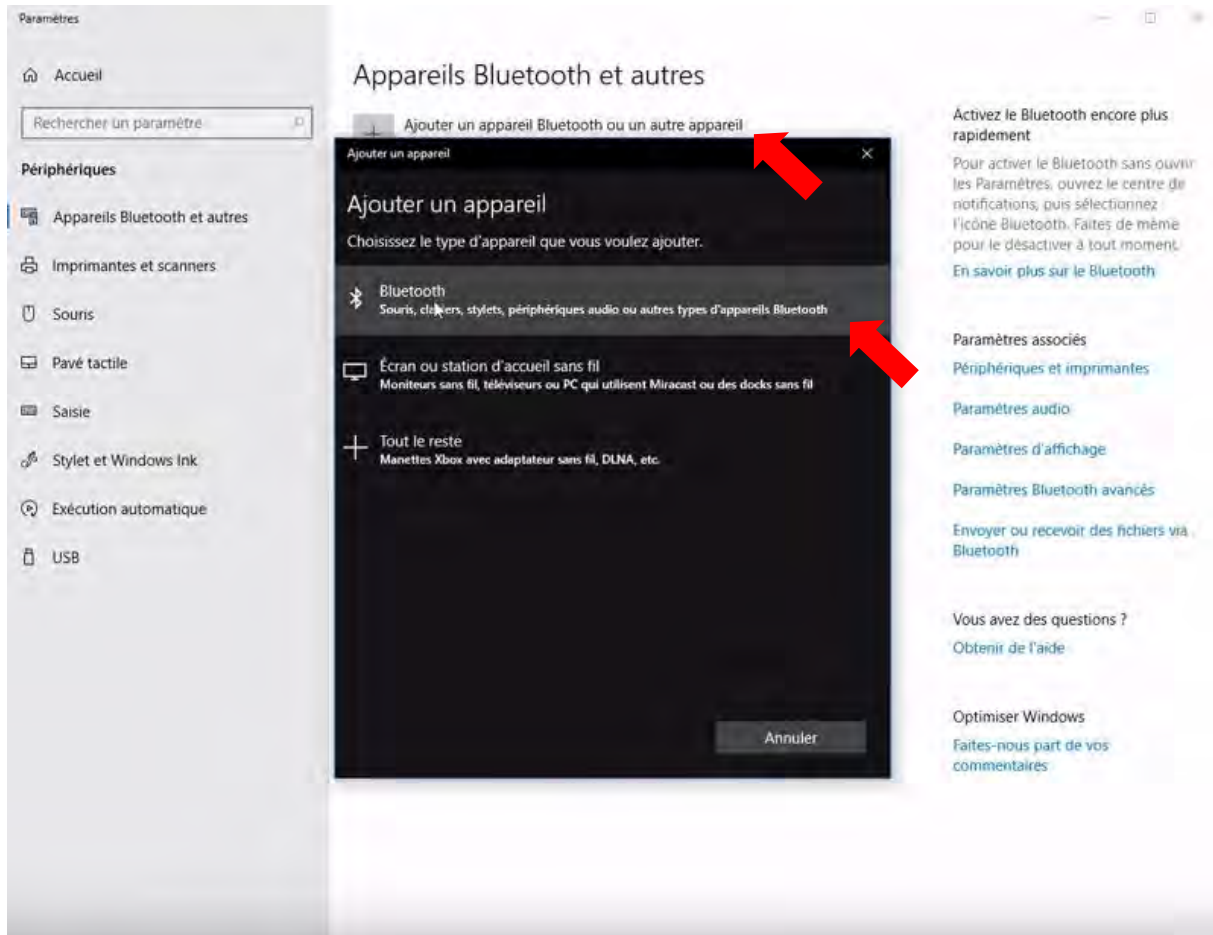 Paramètres
Accueil
Rechercher un paramètre
Périphériques
Appareils Bluetooth et autres
Imprimantes et scanners
Souris
Pavé tactile
Saisie
Stylet et Windows Ink
Exécution automatique
USB
Appareils Bluetooth et autres
Ajouter un appareil Bluetooth ou un autre appareil
Ajouter un appareil
Ajouter un appareil
Choisissez le type d'appareil que vous voulez ajouter.
Bluetooth
Souris, claviers, stylets, périphériques audio ou autres types d'appareils Bluetooth
Écran ou station d'accueil sans fil
Moniteurs sans fil, téléviseurs ou PC qui utilisent Miracast ou des docks sans fil
Tout le reste
Manettes Xbox avec adaptateur sans fil, DLNA, etc.
Annuler
Activez le Bluetooth encore plus
rapidement
Pour activer le Bluetooth sans ouvrir
les Paramètres, ouvrez le centre de
notifications, puis sélectionnez
l'icône Bluetooth. Faites de même
pour le désactiver à tout moment.
En savoir plus sur le Bluetooth
Paramètres associés
Périphériques et imprimantes
Paramètres audio
Paramètres d'affichage
Paramètres Bluetooth avancés
Envoyer ou recevoir des fichiers via
Bluetooth
Vous avez des questions ?
Obtenir de l'aide
Optimiser Windows
Faites-nous part de vos
commentaires